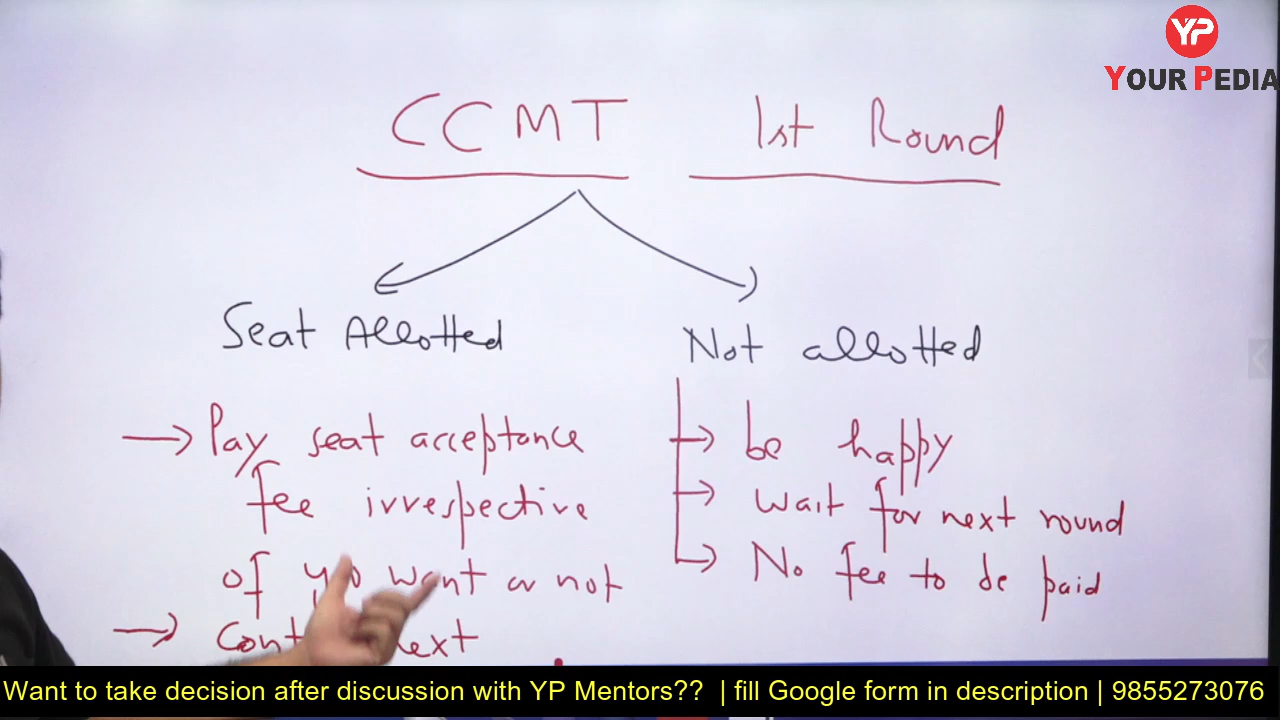 YP
YOUR PEDIA
CCMT 1st Round
Seat Allotted
Not allotted
→ Pay seat acceptance
fee irrespective
of want or not
→ be happy
→ wait for next round
→ No fee to be paid
Want to take decision after discussion with YP Mentors?? | fill Google form in description | 9855273076